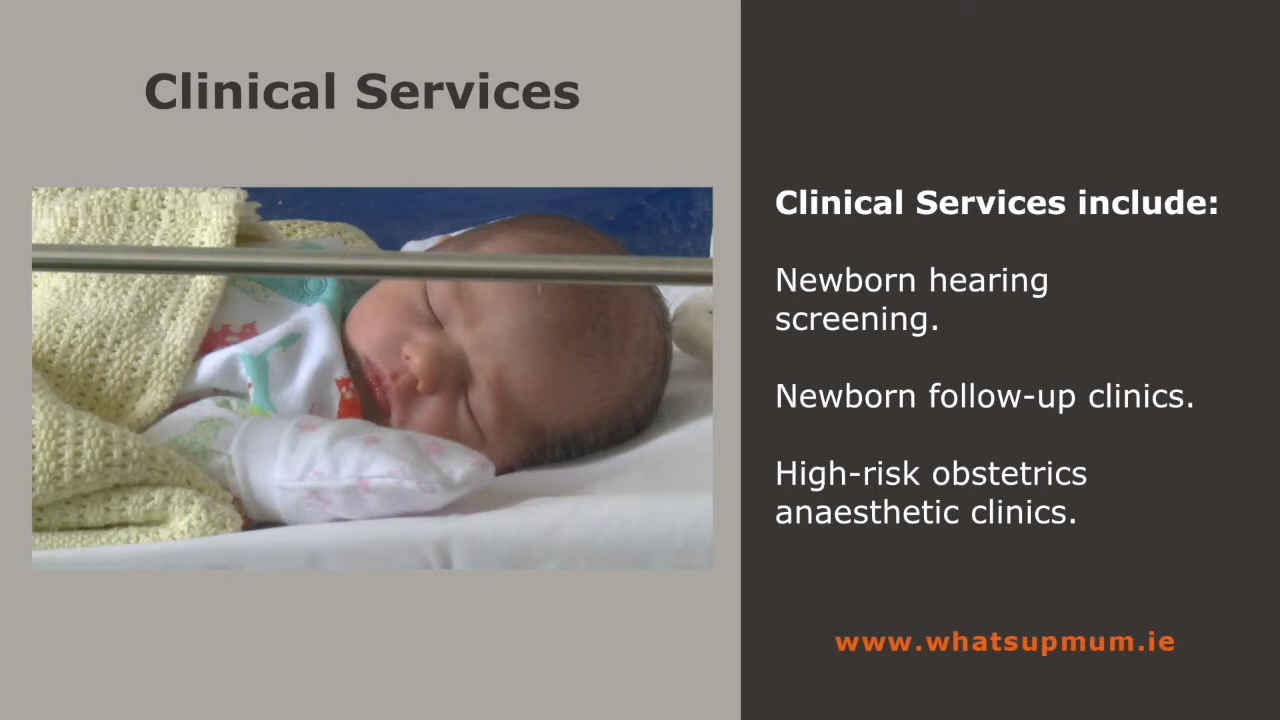 Clinical Services
Clinical Services include:
Newborn hearing
screening.
Newborn follow-up clinics.
High-risk obstetrics
anaesthetic clinics.
www.whatsupmum.ie